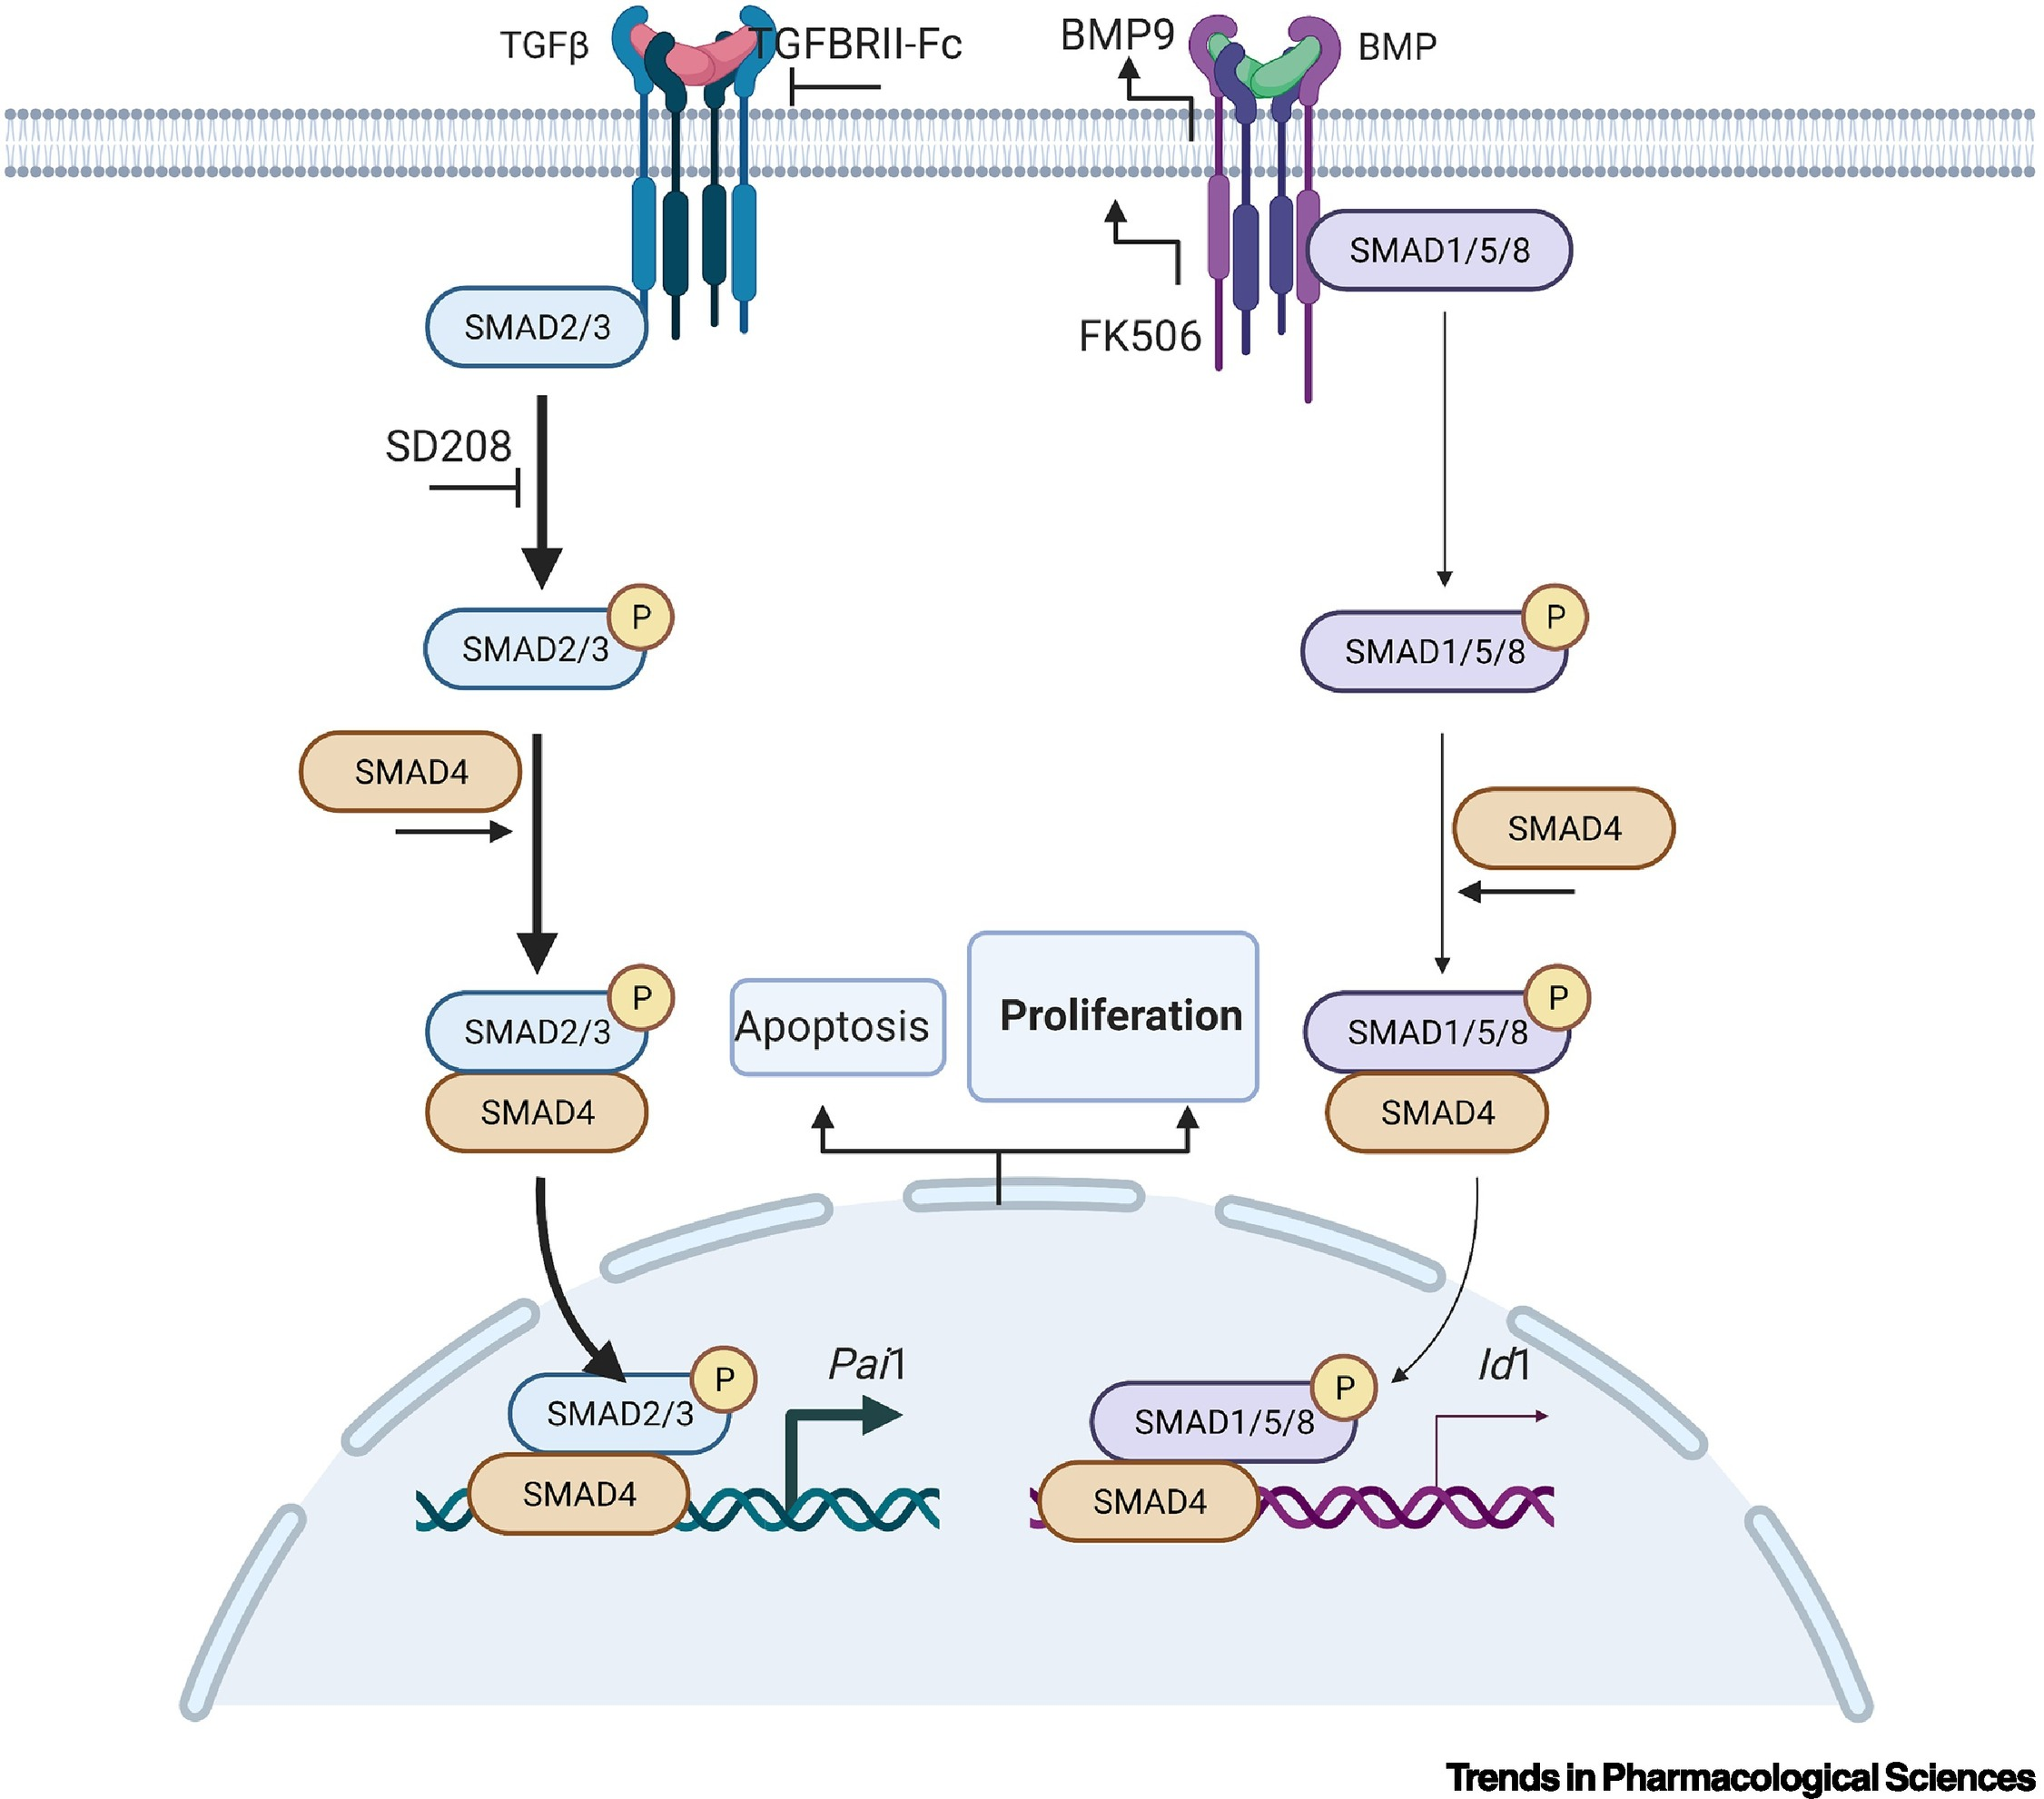 TGFβ
TGFBRII-Fc
BMP9
BMP
SMAD1/5/8
SMAD2/3
FK506
SD208
SMAD2/3
P
SMAD1/5/8
P
SMAD4
SMAD4
SMAD2/3
P
SMAD4
Apoptosis
Proliferation
SMAD1/5/8
P
SMAD4
SMAD2/3
P
SMAD4
Pai1
SMAD1/5/8
P
SMAD4
Id1
Trends in Pharmacological Sciences